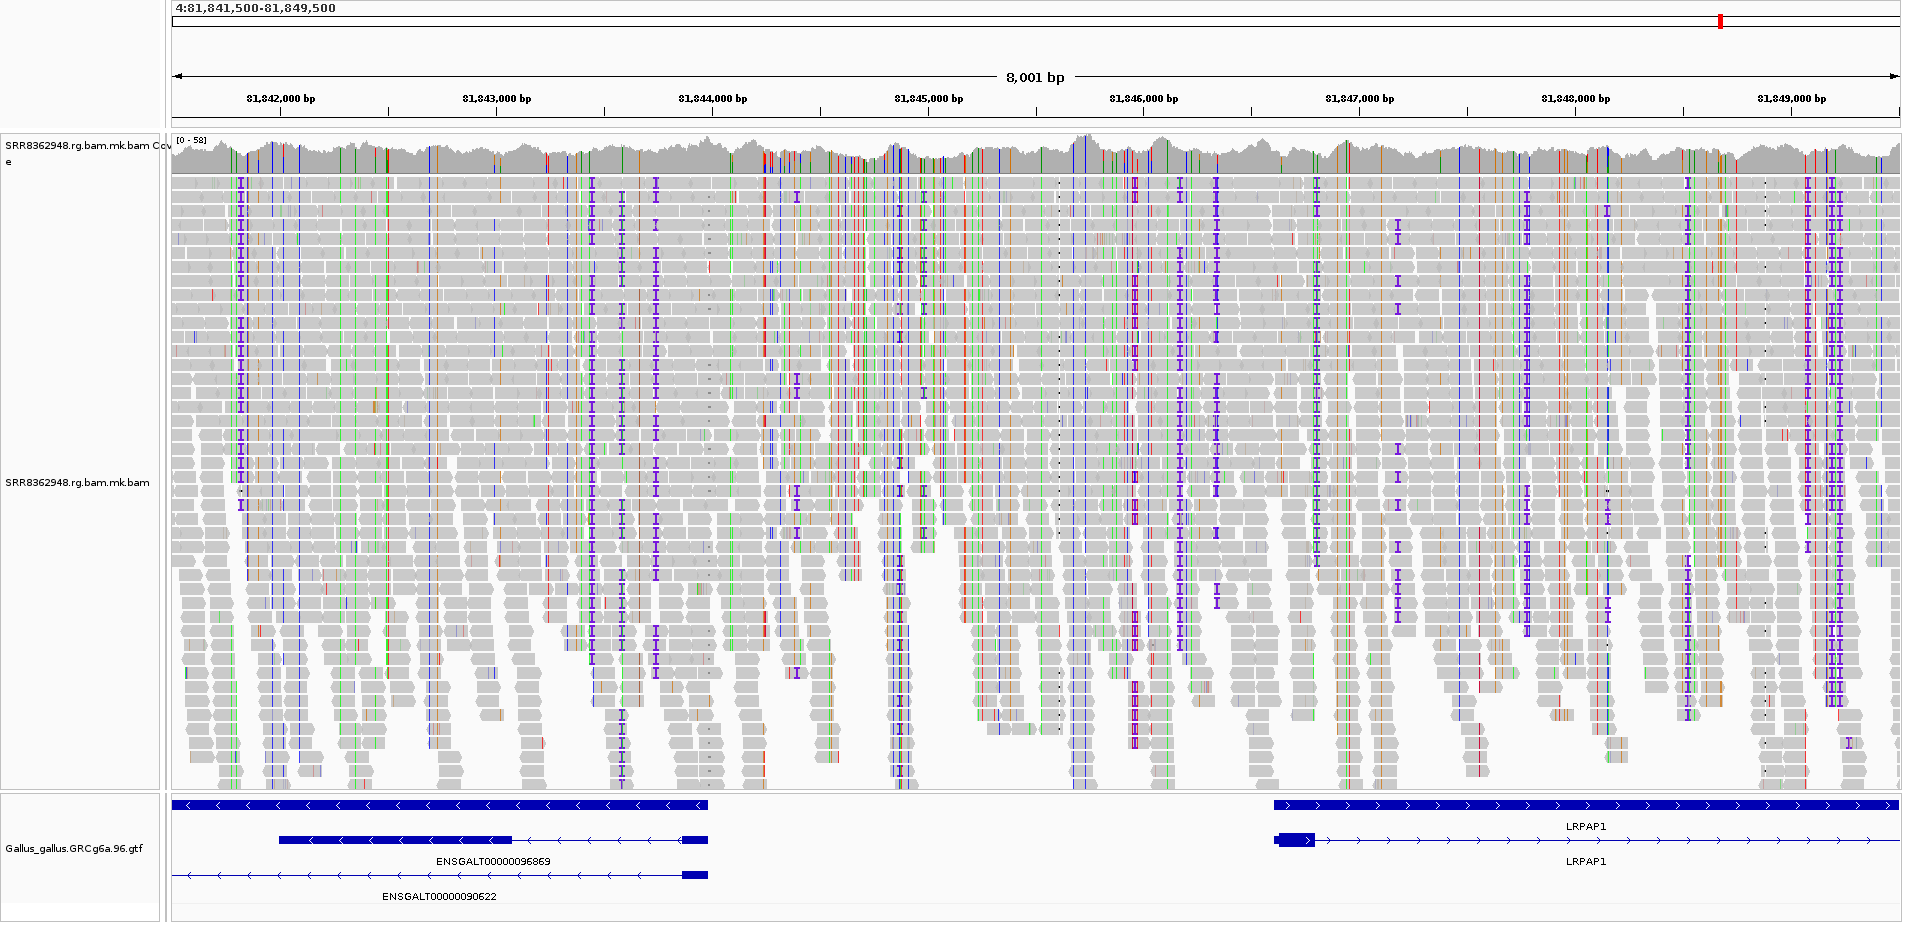 4:81,841,500-81,849,500
8,001 bp
81,842,000 bp 81,843,000 bp 81,844,000 bp 81,845,000 bp 81,846,000 bp 81,847,000 bp 81,848,000 bp 81,849,000 bp
SRR8362948.rg.bam.mk.bam Cov
e
[0 - 58]
SRR8362948.rg.bam.mk.bam
Gallus_gallus.GRCg6a.96.gtf
LRPAP1
ENSGALT00000096869
LRPAP1
ENSGALT00000090622